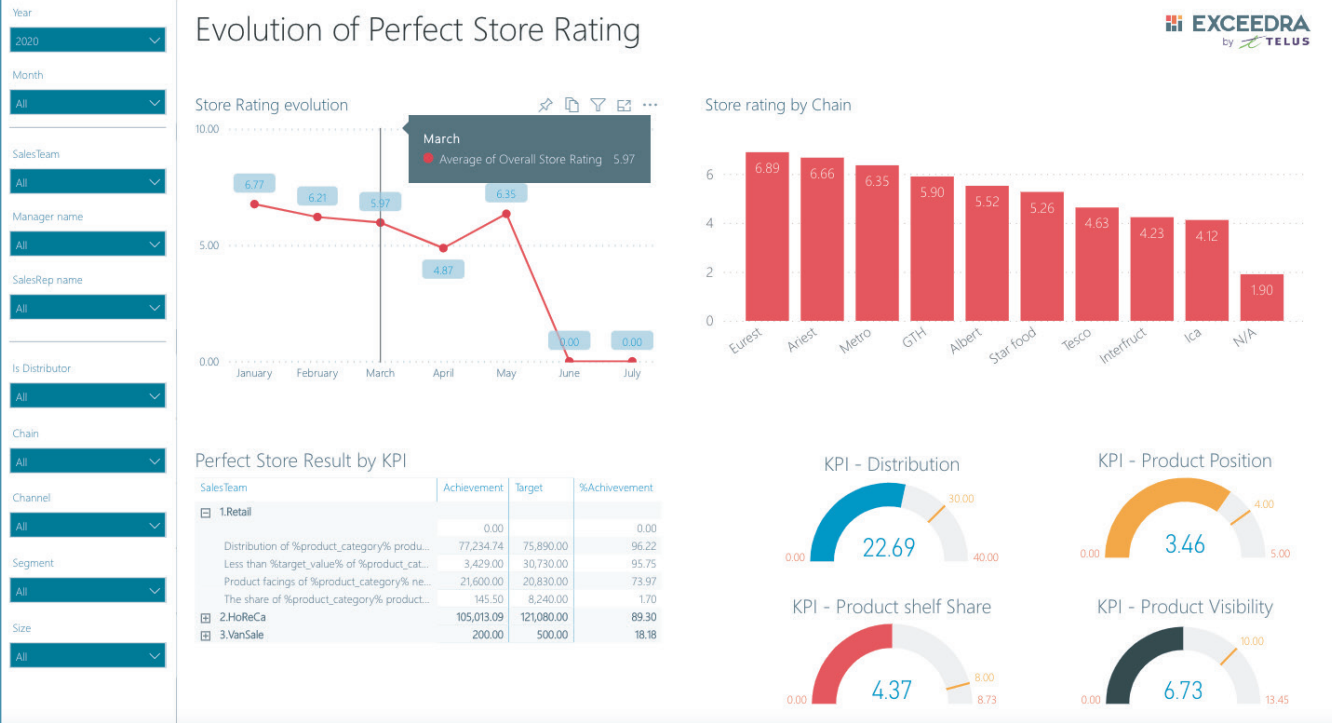 Year
2020
Month
All
SalesTeam
All
Manager name
All
SalesRep name
All
Is Distributor
All
Chain
All
Channel
All
Segment
All
Size
All
Evolution of Perfect Store Rating
EXCEEDRA
by TELUS
Store Rating evolution
10.00
5.00
0.00
March
Average of Overall Store Rating 5.97
6.77
6.21
5.97
4.87
6.35
0.00
0.00
January February March April May June July
Store rating by Chain
6
4
2
0
6.89 6.66 6.35 5.90 5.52 5.26 4.63 4.23 4.12 1.90
Eurest Ariest Metro GTH Albert Star food Tesco Interfruct Ica N/A
Perfect Store Result by KPI
SalesTeam Achievement Target %Achivevement
1.Retail
0.00 0.00
Distribution of %product_category% produ... 77,234.74 75,890.00 96.22
Less than %target_value% of %product_cat... 3,429.00 30,730.00 95.75
Product facings of %product_category% ne... 21,600.00 20,830.00 73.97
The share of %product_category% product... 145.50 8,240.00 1.70
2.HoReCa 105,013.09 121,080.00 89.30
3.VanSale 200.00 500.00 18.18
KPI - Distribution
30.00
22.69
0.00 40.00
KPI - Product Position
4.00
3.46
0.00 5.00
KPI - Product shelf Share
8.00
4.37
0.00 8.73
KPI - Product Visibility
10.00
6.73
0.00 13.45